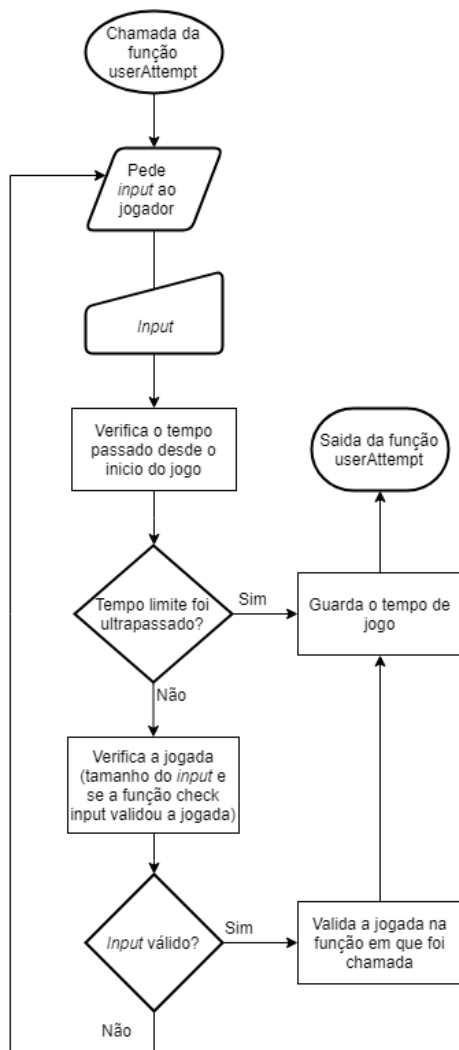 Chamada da
função
userAttempt
Pede
input ao
jogador
Input
Verifica o tempo
passado desde o
inicio do jogo
Saida da função
userAttempt
Tempo limite foi
ultrapassado?
Sim
Guarda o tempo de
jogo
Não
Verifica a jogada
(tamanho do input e
se a função check
input validou a jogada)
Input válido?
Sim
Valida a jogada na
função em que foi
chamada
Não